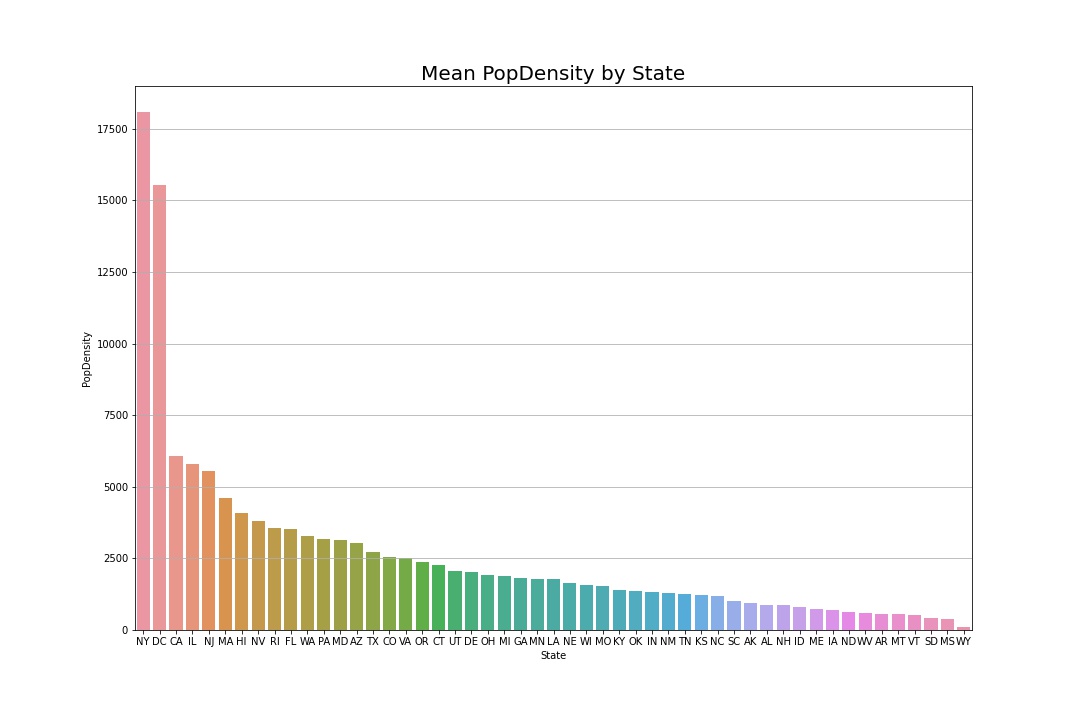 Mean PopDensity by State
17500
15000
12500
10000
7500
5000
2500
0
PopDensity
NY DC CA IL NJ MA HI NV RI FL WA PA MD AZ TX CO VA OR CT UT DE OH MI GA MN LA NE WI MO KY OK IN NM TN KS NC SC AK AL NH ID ME IA ND WV AR MT VT SD MS WY
State